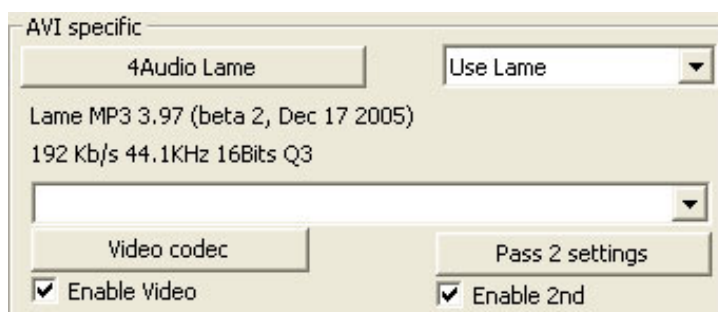 AVI specific
4Audio Lame
Use Lame
Lame MP3 3.97 (beta 2, Dec 17 2005)
192 Kb/s 44.1KHz 16Bits Q3
Video codec
Pass 2 settings
Enable Video
Enable 2nd